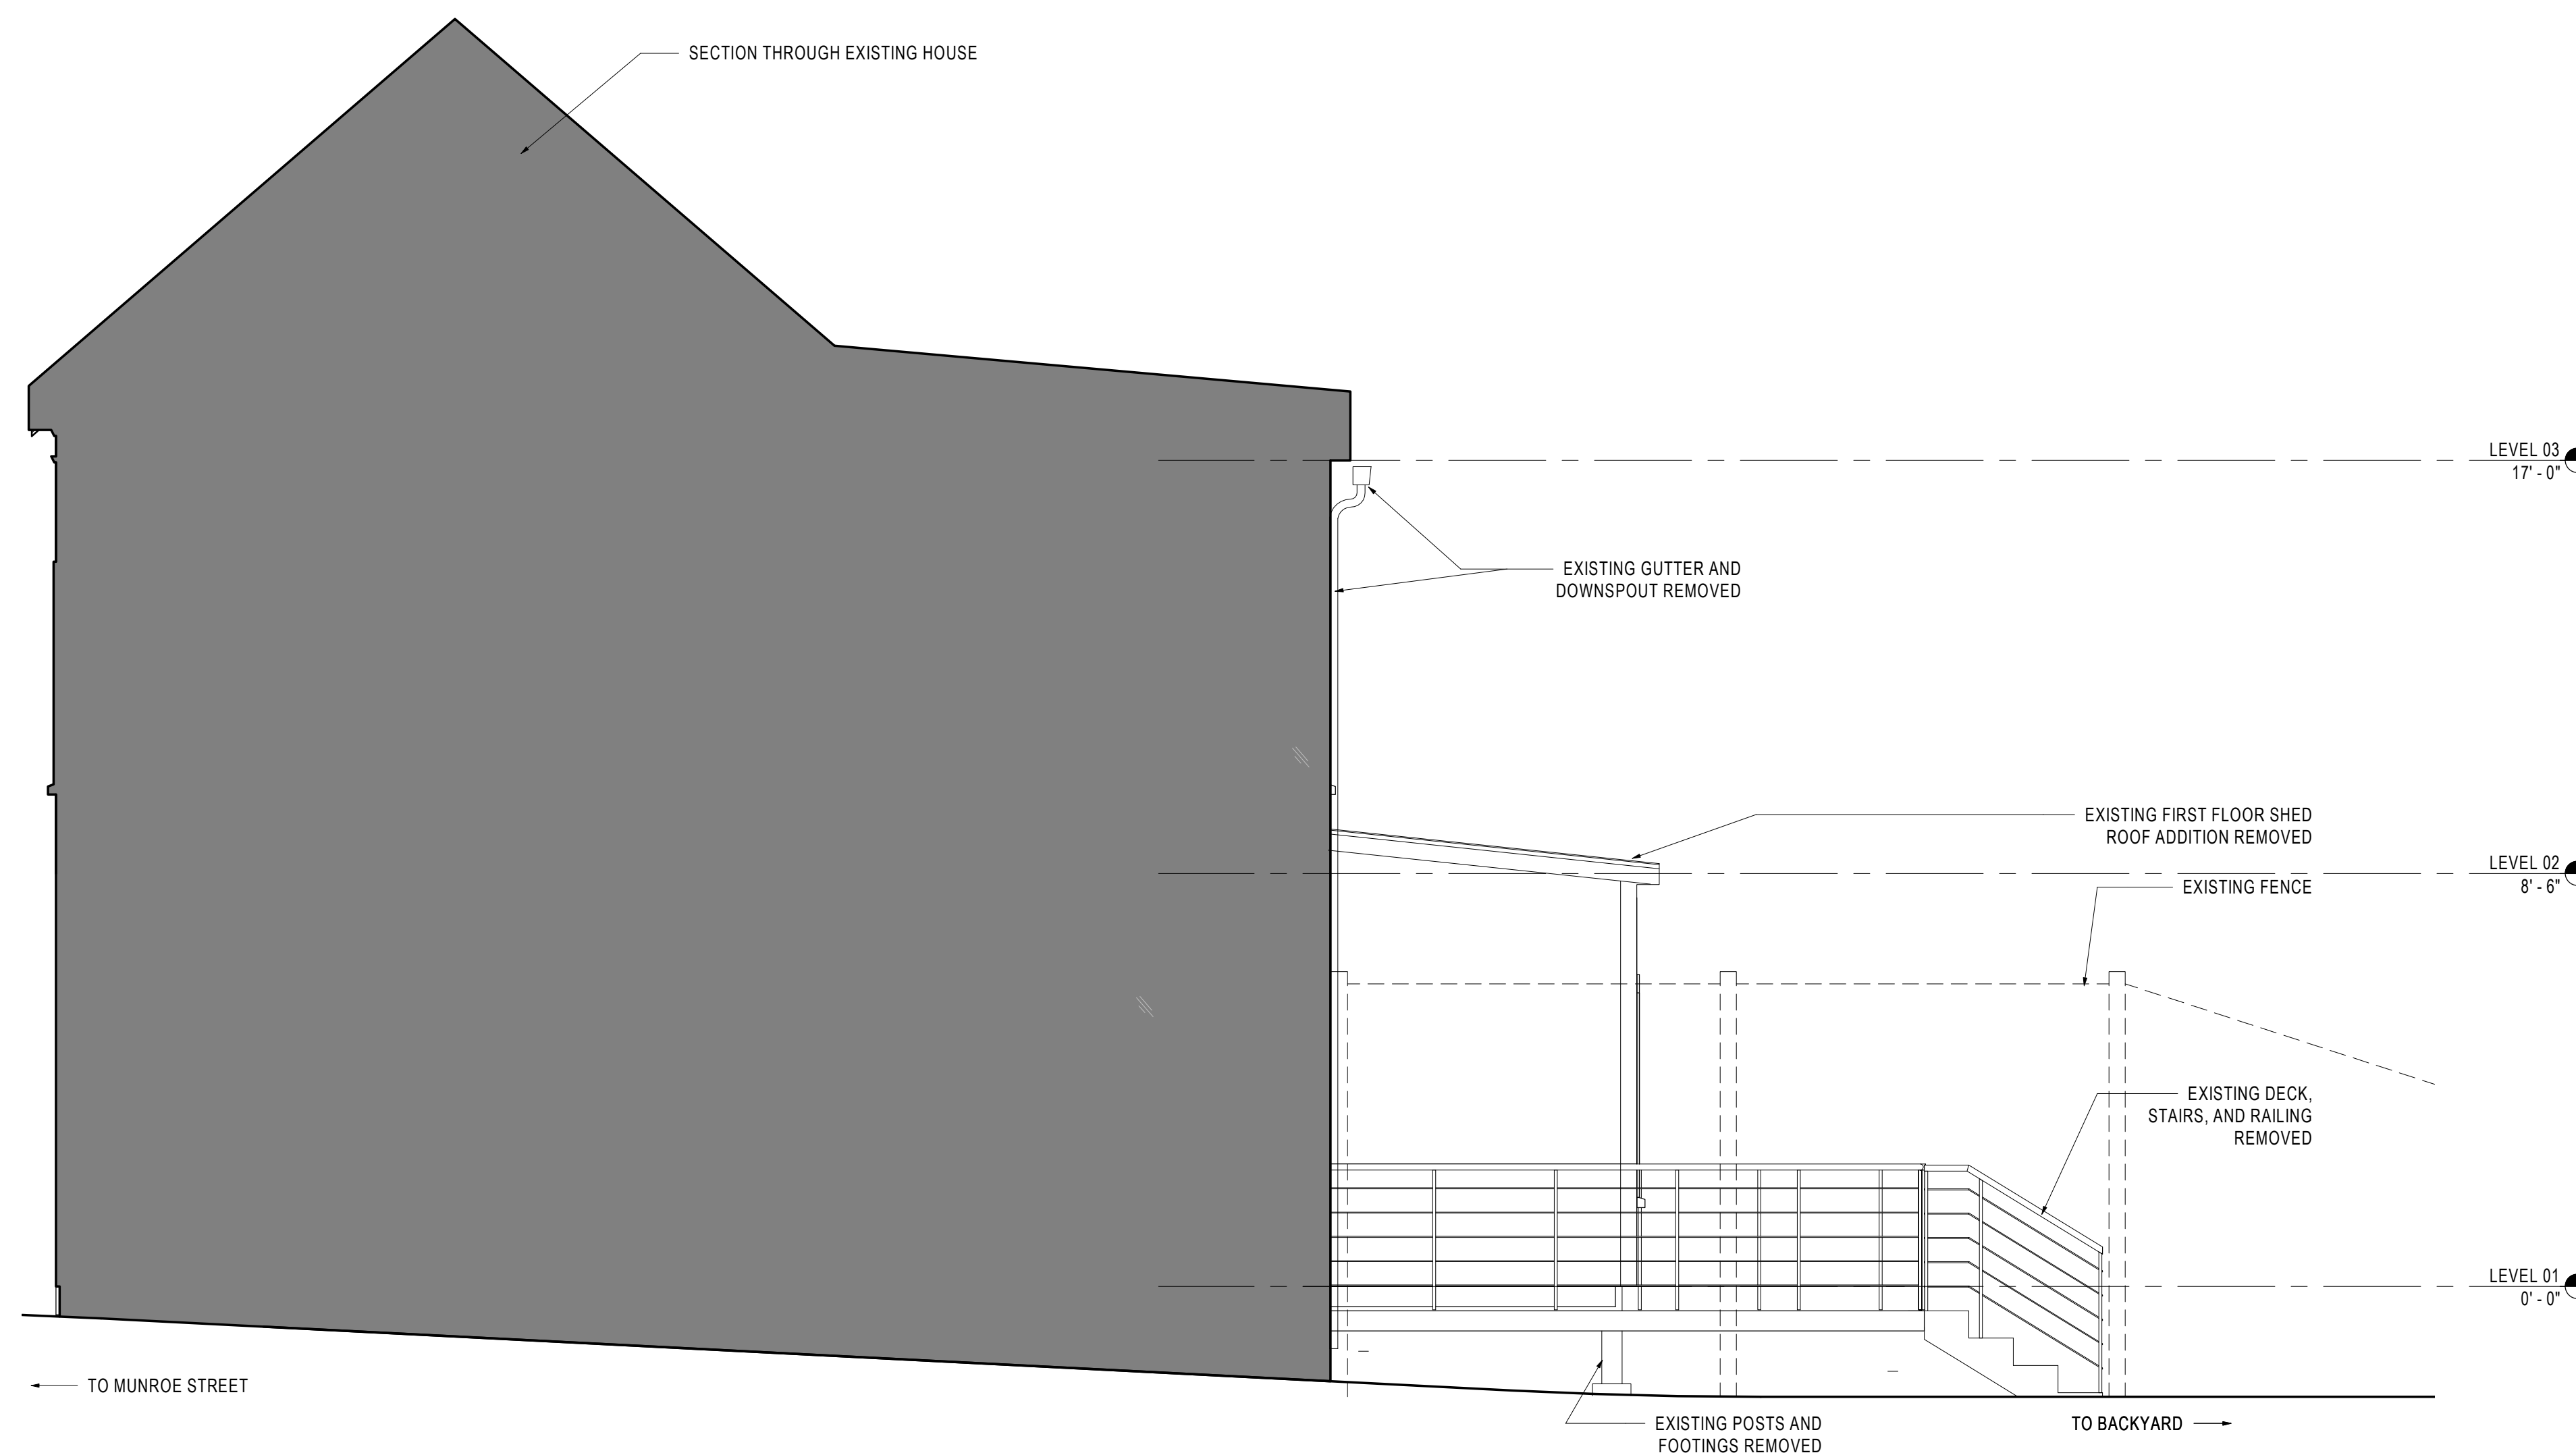 SECTION THROUGH EXISTING HOUSE
LEVEL 03
17' - 0"
EXISTING GUTTER AND
DOWNSPOUT REMOVED
EXISTING FIRST FLOOR SHED
ROOF ADDITION REMOVED
LEVEL 02
8' - 6"
EXISTING FENCE
EXISTING DECK,
STAIRS, AND RAILING
REMOVED
LEVEL 01
0' - 0"
TO MUNROE STREET
EXISTING POSTS AND
FOOTINGS REMOVED
TO BACKYARD